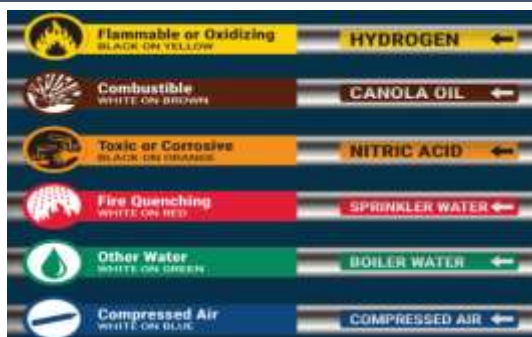 Flammable or Oxidizing
BLACK ON YELLOW
HYDROGEN
Combustible
WHITE ON BROWN
CANOLA OIL
Toxic or Corrosive
BLACK ON ORANGE
NITRIC ACID
Fire Quenching
WHITE ON RED
SPRINKLER WATER
Other Water
WHITE ON GREEN
BOILER WATER
Compressed Air
WHITE ON BLUE
COMPRESSED AIR